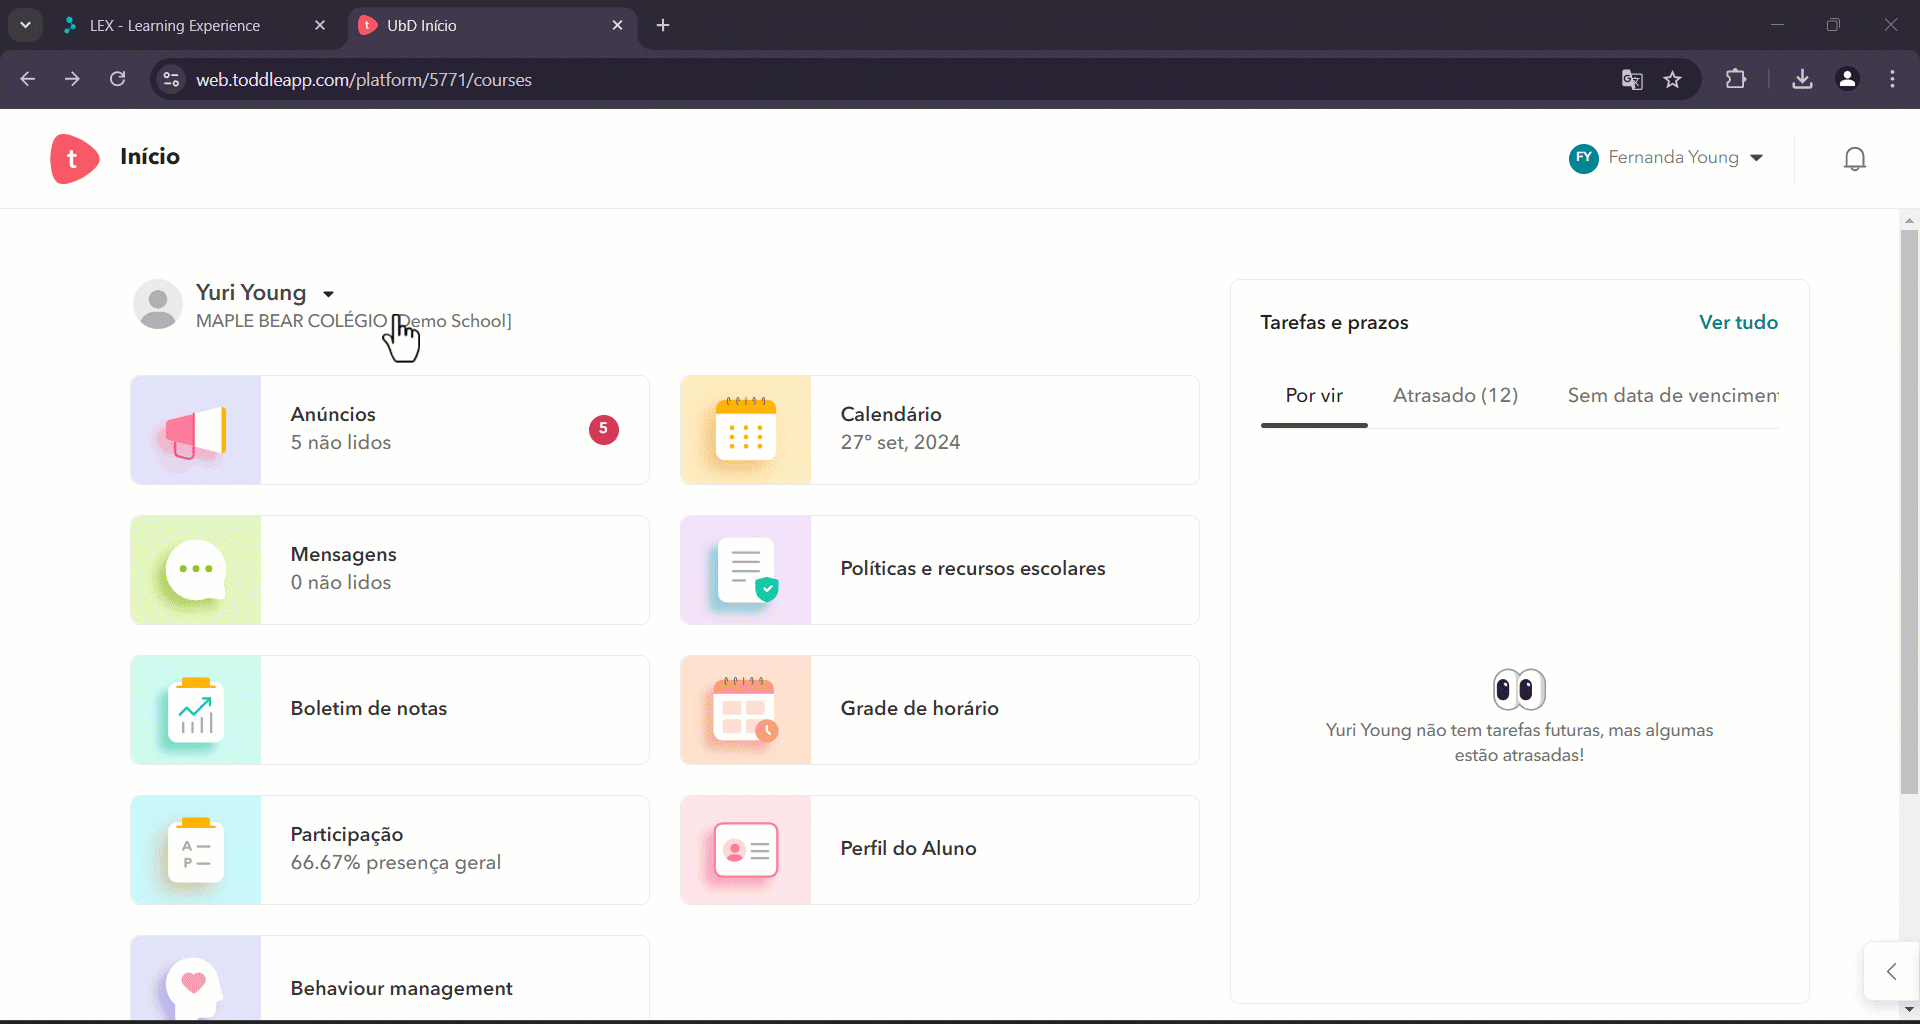 LEX - Learning Experience
UbD Início
web.toddleapp.com/platform/5771/courses
t
Início
FY
Fernanda Young
Yuri Young
MAPLE BEAR COLÉGIO [Demo School]
Anúncios
5 não lidos
5
Calendário
27º set, 2024
Mensagens
0 não lidos
Políticas e recursos escolares
Boletim de notas
Grade de horário
Participação
66.67% presença geral
A
P
Perfil do Aluno
Behaviour management
Tarefas e prazos
Ver tudo
Por vir
Atrasado (12)
Sem data de vencimen
Yuri Young não tem tarefas futuras, mas algumas
estão atrasadas!